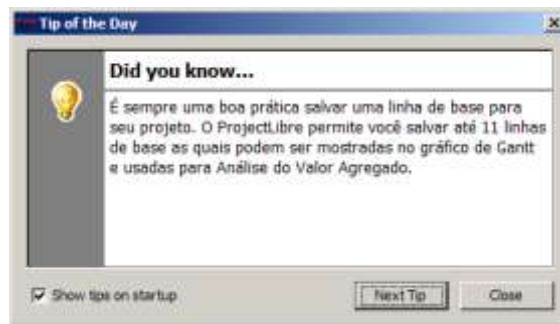 Tip of the Day
Did you know...
É sempre uma boa prática salvar uma linha de base para
seu projeto. O ProjectLibre permite você salvar até 11 linhas
de base as quais podem ser mostradas no gráfico de Gantt
e usadas para Análise do Valor Agregado.
Show tips on startup
Next Tip
Close